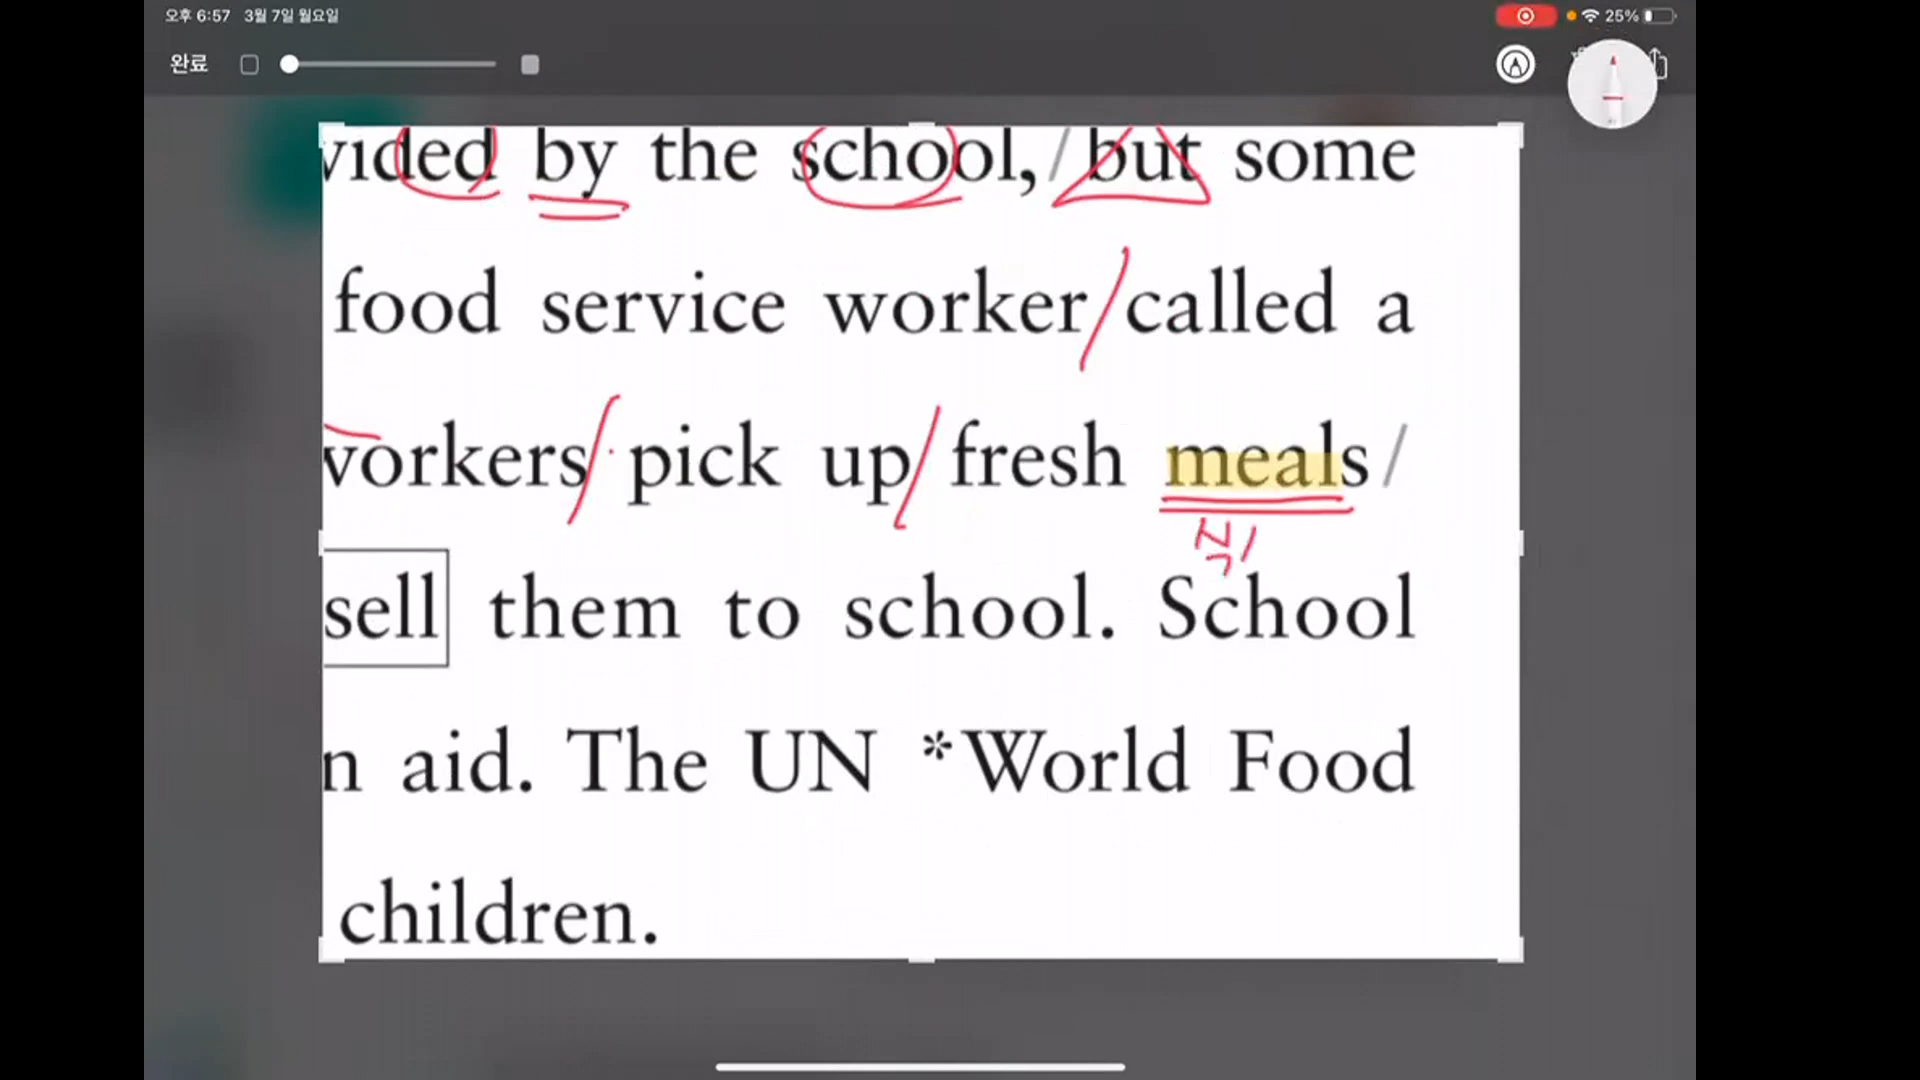 오후 6:57 3월 7일 월요일
25%
완료
vided by the school, / but some
food service worker / called a
workers / pick up / fresh meals /
sell them to school. School
n aid. The UN *World Food
children.